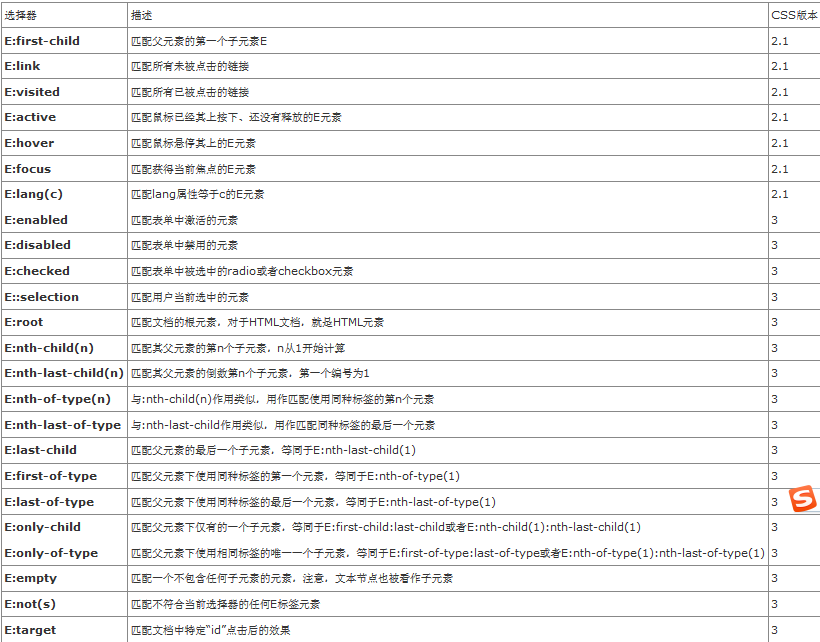 选择器 描述 CSS版本
E:first-child 匹配父元素的第一个子元素E 2.1
E:link 匹配所有未被点击的链接 2.1
E:visited 匹配所有已被点击的链接 2.1
E:active 匹配鼠标已经其上按下、还没有释放的E元素 2.1
E:hover 匹配鼠标悬停其上的E元素 2.1
E:focus 匹配获得当前焦点的E元素 2.1
E:lang(c) 匹配lang属性等于c的E元素 2.1
E:enabled 匹配表单中激活的元素 3
E:disabled 匹配表单中禁用的元素 3
E:checked 匹配表单中被选中的radio或者checkbox元素 3
E::selection 匹配用户当前选中的元素 3
E:root 匹配文档的根元素，对于HTML文档，就是HTML元素 3
E:nth-child(n) 匹配其父元素的第n个子元素，n从1开始计算 3
E:nth-last-child(n) 匹配其父元素的倒数第n个子元素，第一个编号为1 3
E:nth-of-type(n) 与:nth-child(n)作用类似，用作匹配使用同种标签的第n个元素 3
E:nth-last-of-type 与:nth-last-child作用类似，用作匹配同种标签的最后一个元素 3
E:last-child 匹配父元素的最后一个子元素，等同于E:nth-last-child(1) 3
E:first-of-type 匹配父元素下使用同种标签的第一个元素，等同于E:nth-of-type(1) 3
E:last-of-type 匹配父元素下使用同种标签的最后一个元素，等同于E:nth-last-of-type(1) 3
E:only-child 匹配父元素下仅有的一个子元素，等同于E:first-child:last-child或者E:nth-child(1):nth-last-child(1) 3
E:only-of-type 匹配父元素下使用相同标签的唯一一个子元素，等同于E:first-of-type:last-of-type或者E:nth-of-type(1):nth-last-of-type(1) 3
E:empty 匹配一个不包含任何子元素的元素，注意，文本节点也被看作子元素 3
E:not(s) 匹配不符合当前选择器的任何E标签元素 3
E:target 匹配文档中特定“id”点击后的效果 3